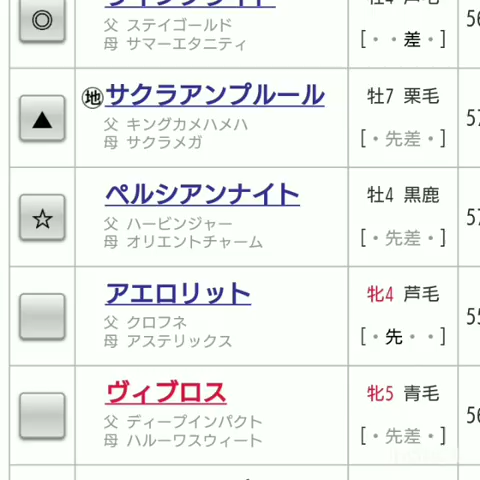 ◎
父 ステイゴールド
母 サマーエタニティ
[・・差・]
▲
地サクラアンプルール
父 キングカメハメハ
母 サクラメガ
牡7 栗毛
[・先差・]
57
☆
ペルシアンナイト
父 ハービンジャー
母 オリエントチャーム
牡4 黒鹿
[・先差・]
57
アエロリット
父 クロフネ
母 アステリックス
牝4 芦毛
[・先・・]
55
ヴィブロス
父 ディープインパクト
母 ハルーワスウィート
牝5 青毛
[・先差・]